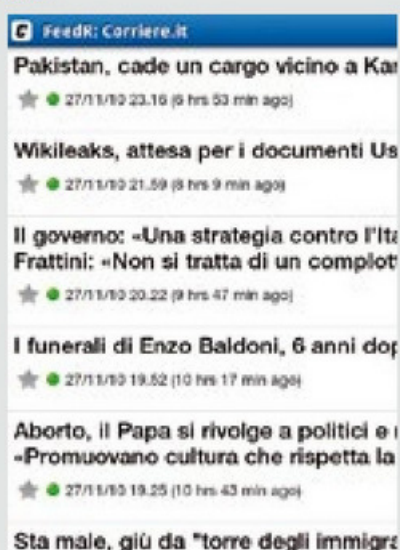 FeedR: Corriere.it
Pakistan, cade un cargo vicino a Kar
27/11/10 23.16 (6 hrs 53 min ago)
Wikileaks, attesa per i documenti Us
27/11/10 21.59 (8 hrs 9 min ago)
Il governo: «Una strategia contro l'Ita
Frattini: «Non si tratta di un complot
27/11/10 20.22 (9 hrs 47 min ago)
I funerali di Enzo Baldoni, 6 anni dop
27/11/10 19.52 (10 hrs 17 min ago)
Aborto, il Papa si rivolge a politici e
«Promuovano cultura che rispetta la
27/11/10 19.25 (10 hrs 43 min ago)
Sta male, giù da "torre degli immigra